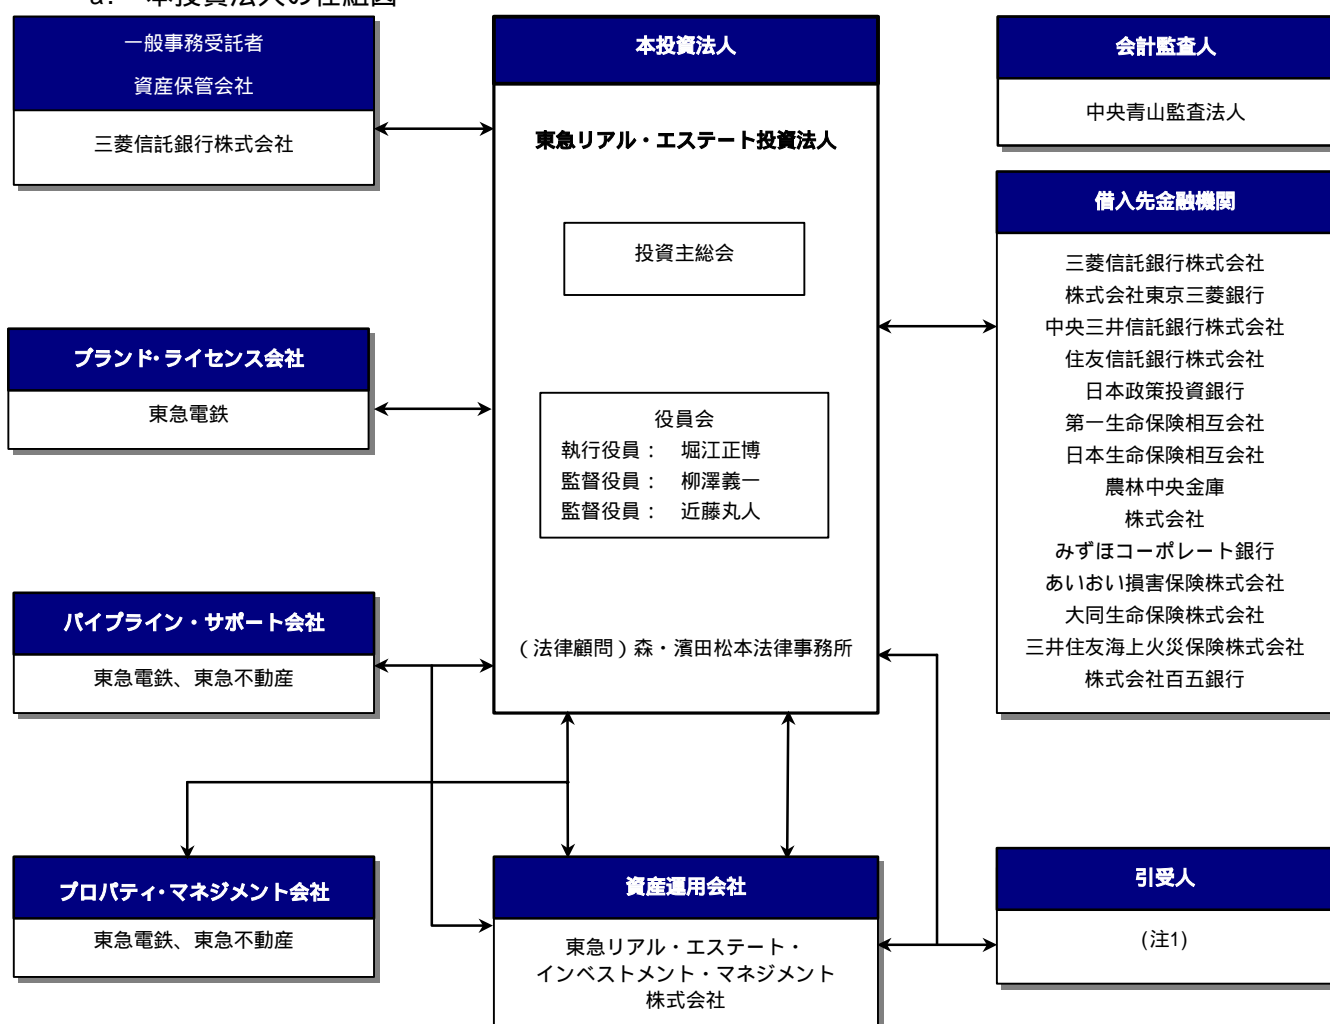 a. 本投資法人の仕組図
一般事務受託者
資産保管会社
三菱信託銀行株式会社
ブランド・ライセンス会社
東急電鉄
パイプライン・サポート会社
東急電鉄、東急不動産
プロパティ・マネジメント会社
東急電鉄、東急不動産
本投資法人
東急リアル・エステート投資法人
投資主総会
役員会
執行役員： 堀江正博
監督役員： 柳澤義一
監督役員： 近藤丸人
（法律顧問）森・濱田松本法律事務所
資産運用会社
東急リアル・エステート・
インベストメント・マネジメント
株式会社
会計監査人
中央青山監査法人
借入先金融機関
三菱信託銀行株式会社
株式会社東京三菱銀行
中央三井信託銀行株式会社
住友信託銀行株式会社
日本政策投資銀行
第一生命保険相互会社
日本生命保険相互会社
農林中央金庫
株式会社
みずほコーポレート銀行
あいおい損害保険株式会社
大同生命保険株式会社
三井住友海上火災保険株式会社
株式会社百五銀行
引受人
(注1)